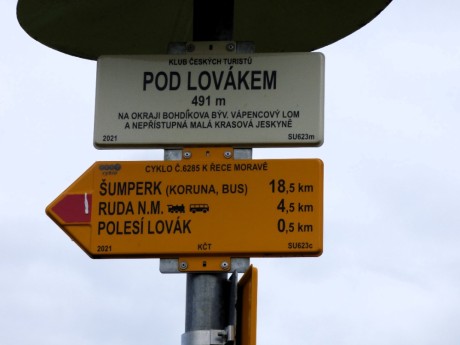 KLUB ČESKÝCH TURISTŮ
POD LOVÁKEM
491 m
NA OKRAJI BOHDÍKOVA BÝV. VÁPENCOVÝ LOM
A NEPŘÍSTUPNÁ MALÁ KRASOVÁ JESKYNĚ
2021 SU623m
CYKLO Č.6285 K ŘECE MORAVĚ
ŠUMPERK (KORUNA, BUS) 18,5 km
RUDA N.M. 4,5 km
POLESÍ LOVÁK 0,5 km
2021 KČT SU623c